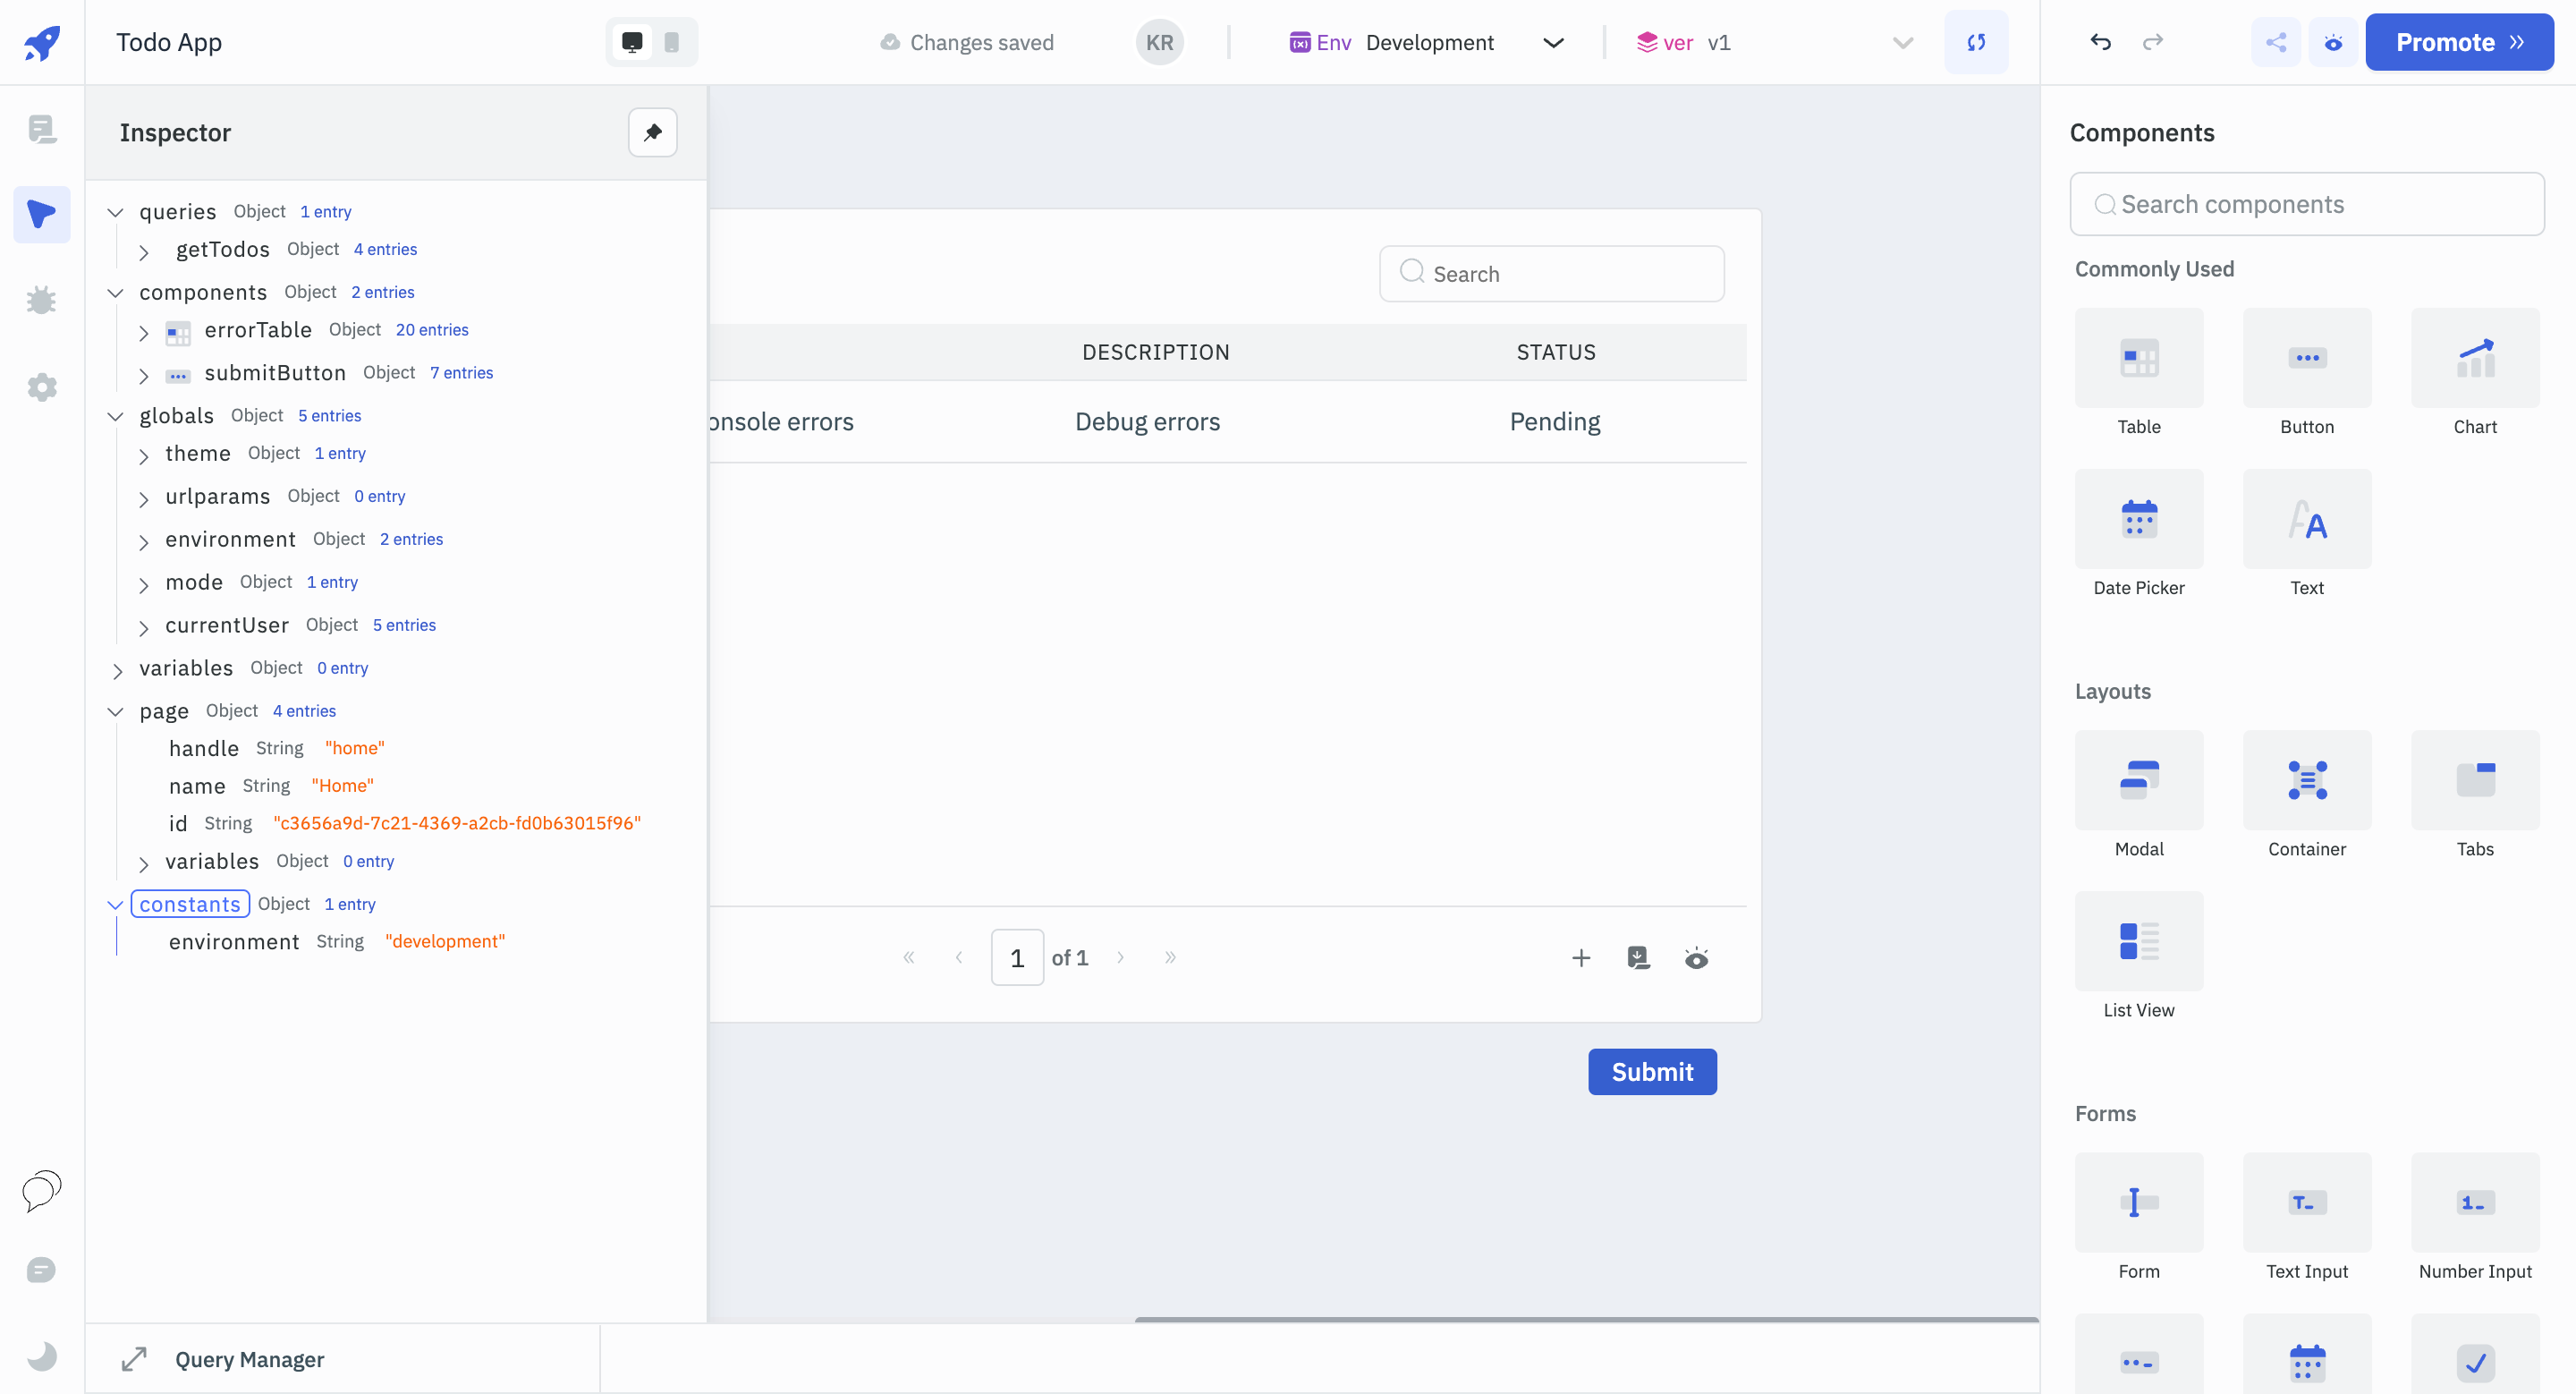 Todo App
Changes saved
KR
Env Development
ver v1
Promote
Inspector
queries Object 1 entry
getTodos Object 4 entries
components Object 2 entries
errorTable Object 20 entries
submitButton Object 7 entries
globals Object 5 entries
theme Object 1 entry
urlparams Object 0 entry
environment Object 2 entries
mode Object 1 entry
currentUser Object 5 entries
variables Object 0 entry
page Object 4 entries
handle String "home"
name String "Home"
id String "c3656a9d-7c21-4369-a2cb-fd0b63015f96"
variables Object 0 entry
constants Object 1 entry
environment String "development"
Search
DESCRIPTION STATUS
onsole errors Debug errors Pending
1 of 1
Submit
Query Manager
Components
Search components
Commonly Used
Table Button Chart
Date Picker Text
Layouts
Modal Container Tabs
List View
Forms
Form Text Input Number Input